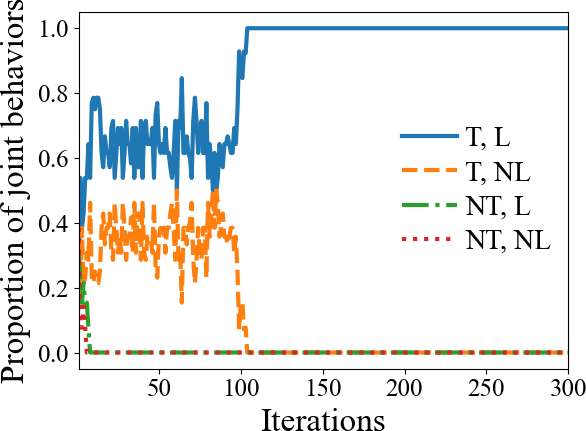 Proportion of joint behaviors
1.0
0.8
0.6
0.4
0.2
0.0
T, L
T, NL
NT, L
NT, NL
50 100 150 200 250 300
Iterations